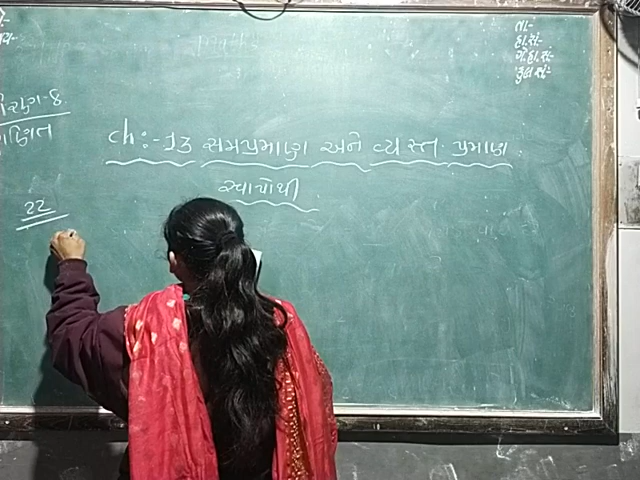 તા:-
હા.સં:-
ગે.હા.સં:-
કુલ સં:-
ધોરણ-8
ગણિત
ch:-13 સમપ્રમાણ અને વ્યસ્ત પ્રમાણ
સ્વાપોથી
22